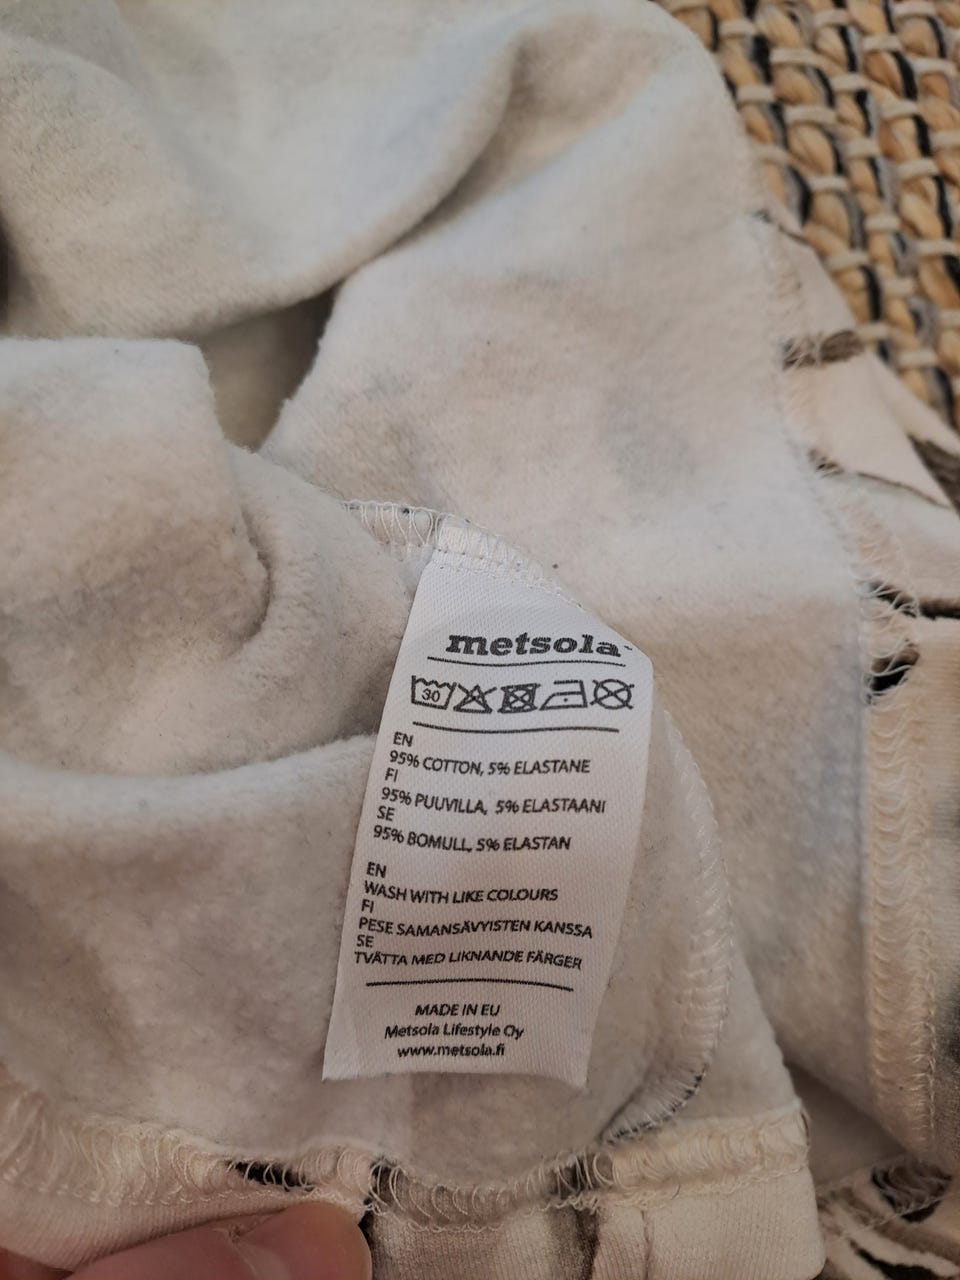 metsola
30
EN
95% COTTON, 5% ELASTANE
FI
95% PUUVILLA, 5% ELASTAANI
SE
95% BOMULL, 5% ELASTAN
EN
WASH WITH LIKE COLOURS
FI
PESE SAMANSÄVYISTEN KANSSA
SE
TVÄTTA MED LIKNANDE FÄRGER
MADE IN EU
Metsola Lifestyle Oy
www.metsola.fi